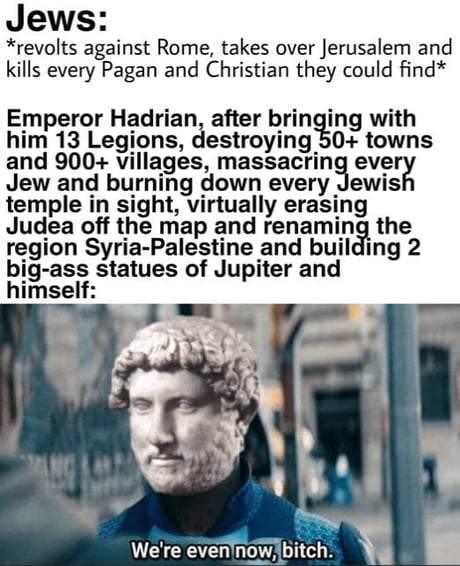 Jews:
*revolts against Rome, takes over Jerusalem and
kills every Pagan and Christian they could find*
Emperor Hadrian, after bringing with
him 13 Legions, destroying 50+ towns
and 900+ villages, massacring every
Jew and burning down every Jewish
temple in sight, virtually erasing
Judea off the map and renaming the
region Syria-Palestine and building 2
big-ass statues of Jupiter and
himself:
We're even now, bitch.